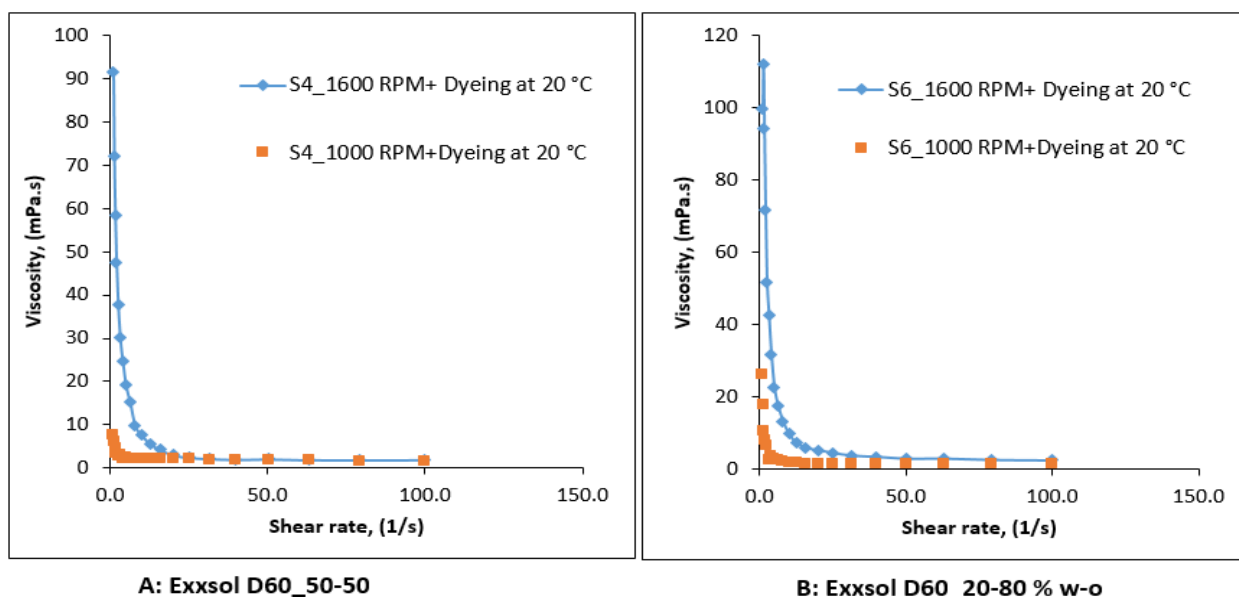 100
90
80
70
60
50
40
30
20
10
0
Viscosity, (mPa.s)
S4_1600 RPM+ Dyeing at 20 °C
S4_1000 RPM+Dyeing at 20 °C
0.0 50.0 100.0 150.0
Shear rate, (1/s)
A: Exxsol D60_50-50
120
100
80
60
40
20
0
Viscosity, (mPa.s)
S6_1600 RPM+ Dyeing at 20 °C
S6_1000 RPM+Dyeing at 20 °C
0.0 50.0 100.0 150.0
Shear rate, (1/s)
B: Exxsol D60 20-80 % w-o